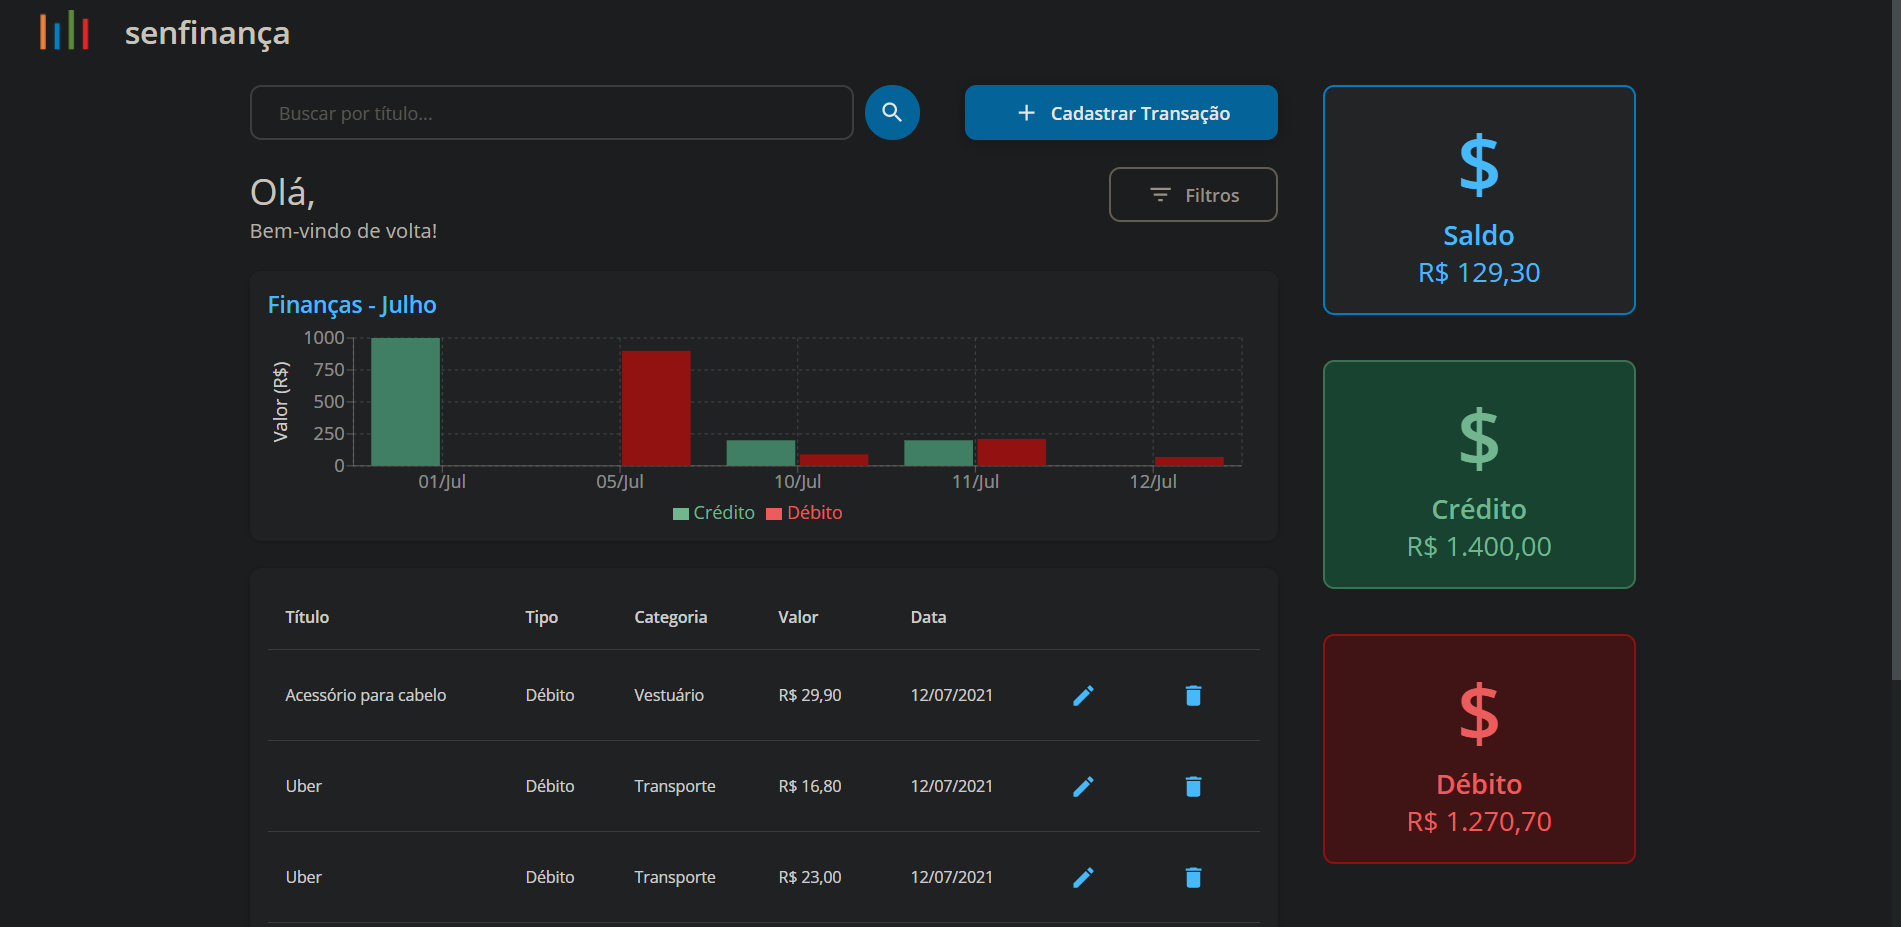 senfinança
Buscar por título...
Cadastrar Transação
Olá,
Bem-vindo de volta!
Filtros
Finanças - Julho
Valor (R$)
1000
750
500
250
0
01/Jul 05/Jul 10/Jul 11/Jul 12/Jul
Crédito Débito
Título Tipo Categoria Valor Data
Acessório para cabelo Débito Vestuário R$ 29,90 12/07/2021
Uber Débito Transporte R$ 16,80 12/07/2021
Uber Débito Transporte R$ 23,00 12/07/2021
$
Saldo
R$ 129,30
$
Crédito
R$ 1.400,00
$
Débito
R$ 1.270,70